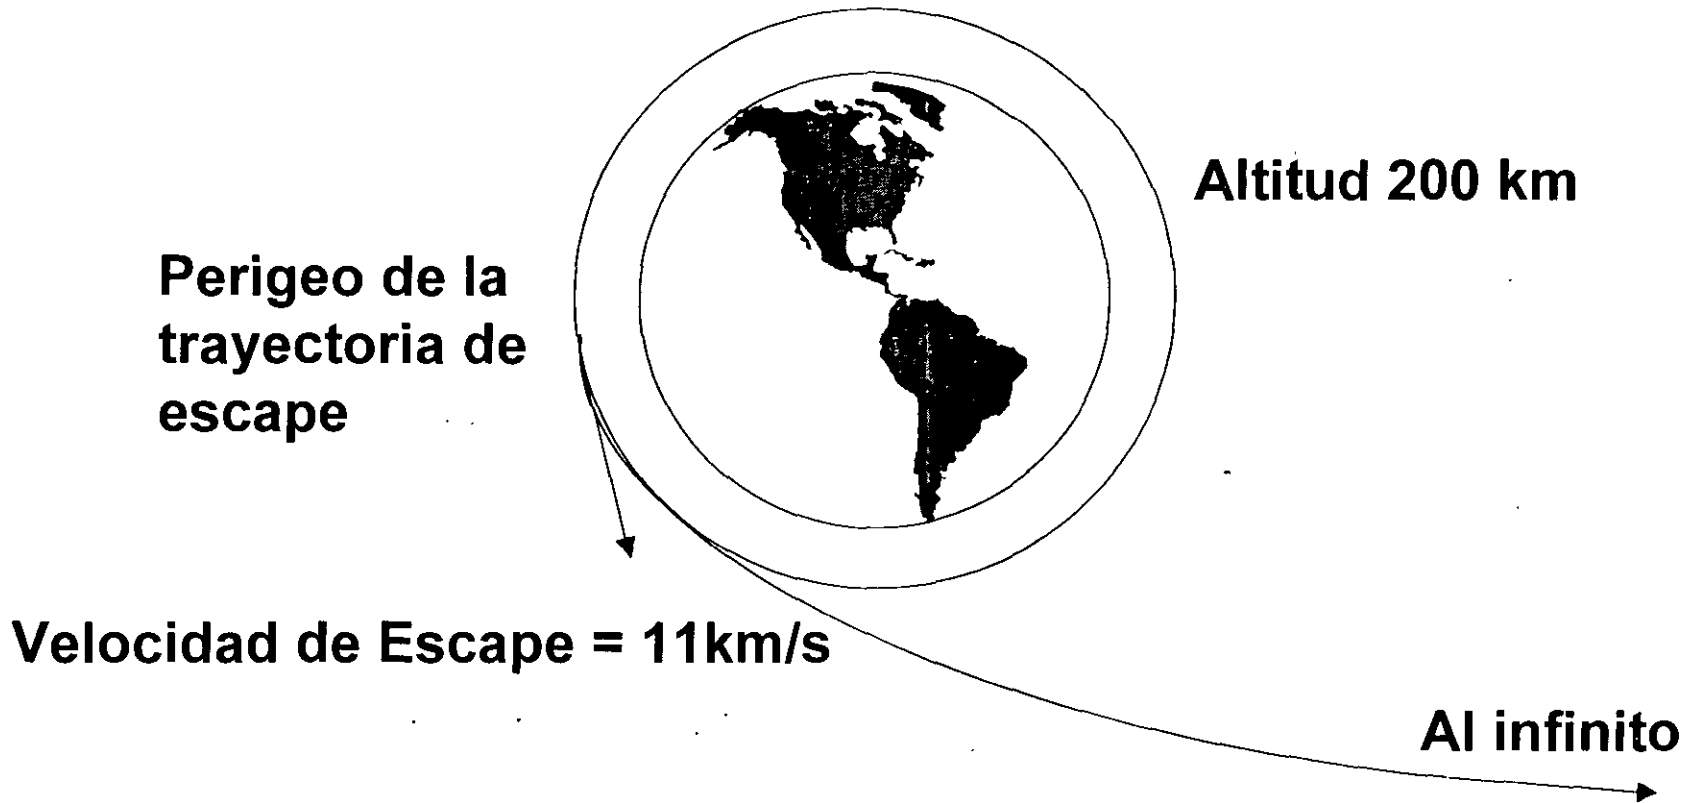 Altitud 200 km
Perigeo de la
trayectoria de
escape
Velocidad de Escape = 11km/s
Al infinito